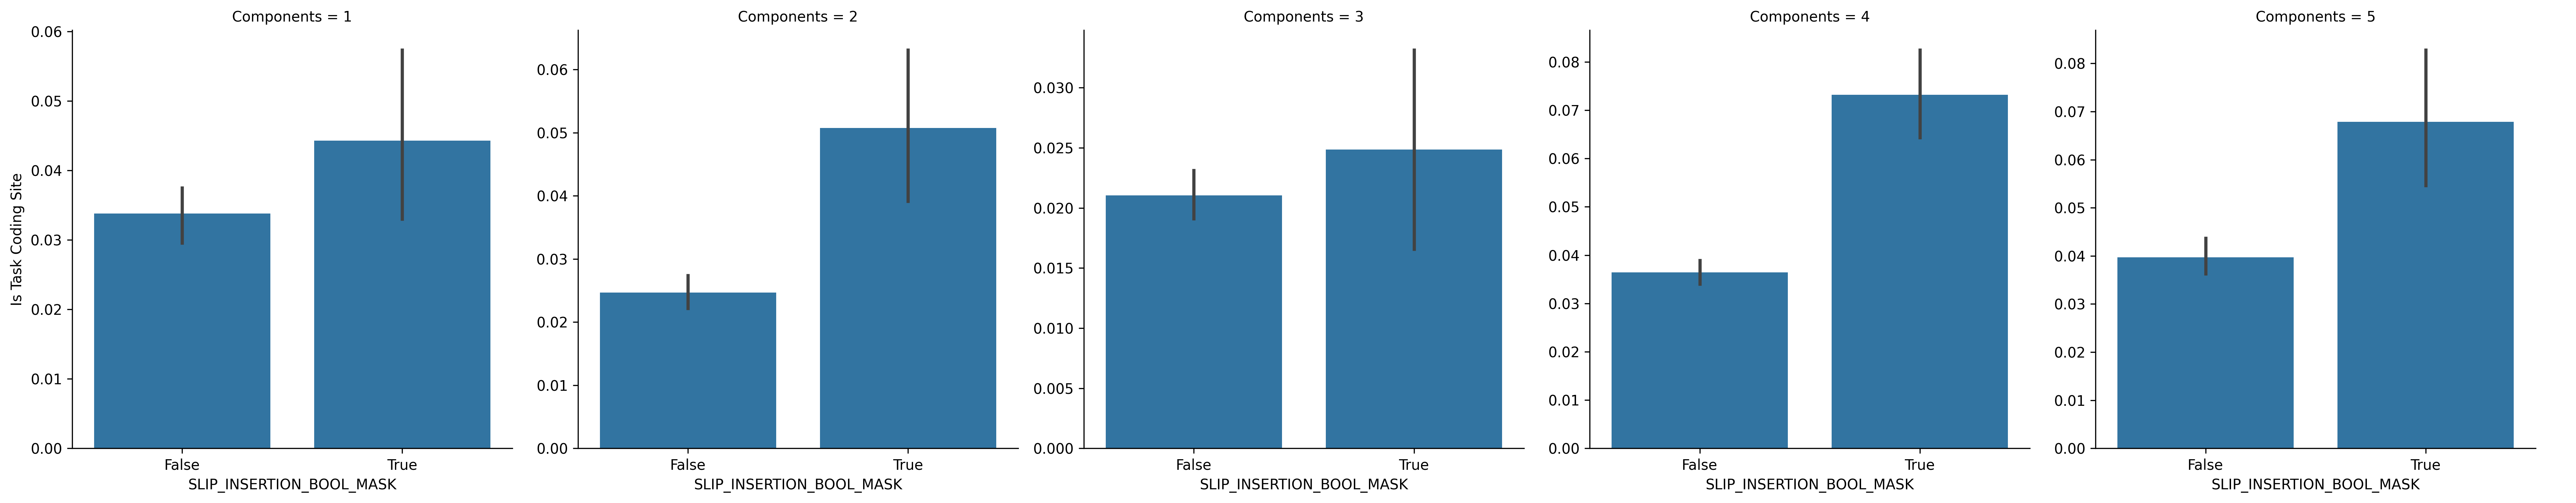 Components = 1
Components = 2
Components = 3
Components = 4
Components = 5
Is Task Coding Site
0.06
0.05
0.04
0.03
0.02
0.01
0.00
False
True
SLIP_INSERTION_BOOL_MASK
0.06
0.05
0.04
0.03
0.02
0.01
0.00
False
True
SLIP_INSERTION_BOOL_MASK
0.030
0.025
0.020
0.015
0.010
0.005
0.000
False
True
SLIP_INSERTION_BOOL_MASK
0.08
0.07
0.06
0.05
0.04
0.03
0.02
0.01
0.00
False
True
SLIP_INSERTION_BOOL_MASK
0.08
0.07
0.06
0.05
0.04
0.03
0.02
0.01
0.00
False
True
SLIP_INSERTION_BOOL_MASK